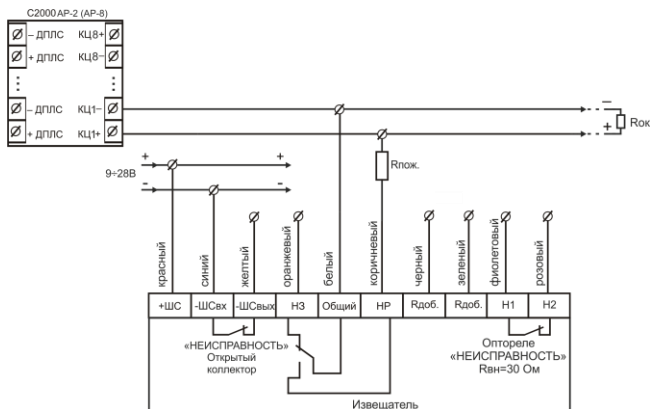 С2000 АР-2 (АР-8)
– ДПЛС КЦ8+
+ ДПЛС КЦ8–
– ДПЛС КЦ1–
+ ДПЛС КЦ1+
–
+
Rок
+ +
9÷28В
- -
Rпож.
красный
синий
желтый
оранжевый
белый
коричневый
черный
зеленый
фиолетовый
розовый
+ШС -ШСвх -ШСвых НЗ Общий НР Rдоб. Rдоб. Н1 Н2
«НЕИСПРАВНОСТЬ»
Открытый
коллектор
Оптореле
«НЕИСПРАВНОСТЬ»
Rвн=30 Ом
Извещатель